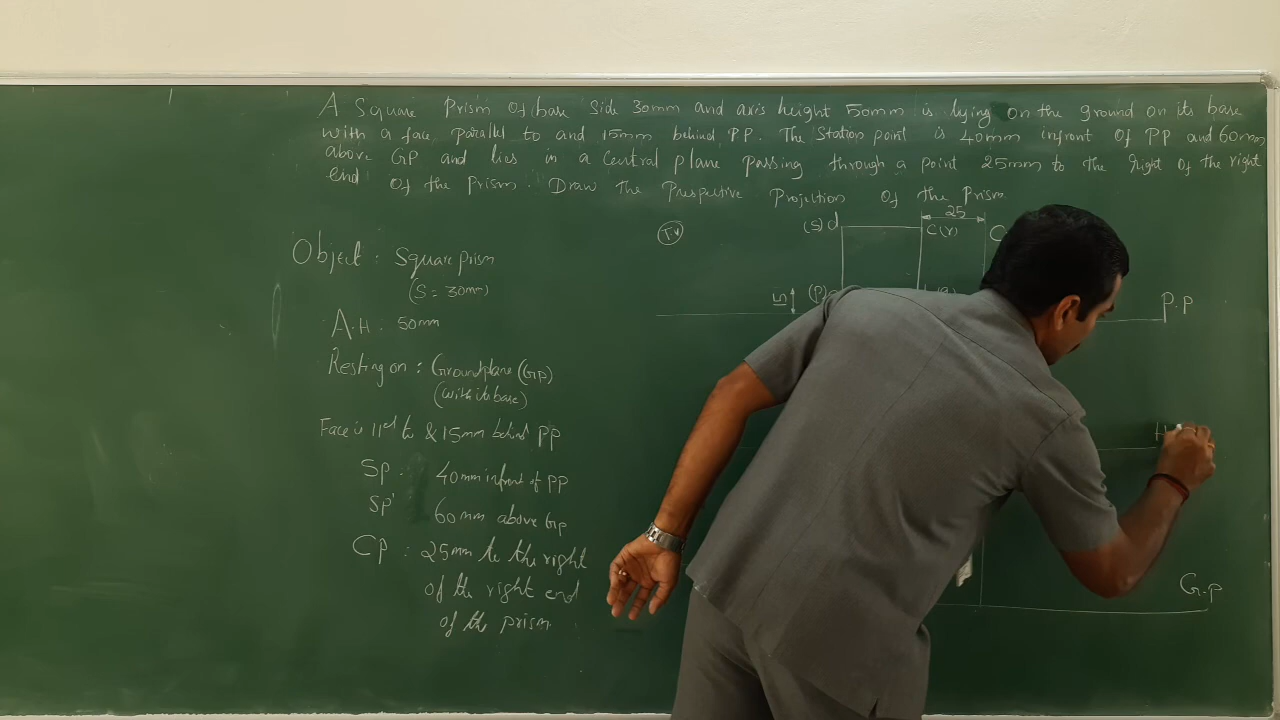 A Square Prism of base Side 30mm and axis height 50mm is lying on the ground on its base
with a face parallel to and 15mm behind PP. The Station point is 40mm infront of PP and 60mm
above GP and lies in a Central plane passing through a point 25mm to the right of the right
end of the Prism. Draw the Prespective Projection of the Prism
Object : Square prism
(S = 30mm)
A.H : 50mm
Resting on : Ground plane (GP)
(with its base)
Face is 11el to & 15mm behind PP
SP : 40mm infront of PP
SP' 60mm above GP
CP : 25mm to the right
of the right end
of the prism
TV
(S) d
25
C (r)
C
15
(P)
P.P
H
G.P